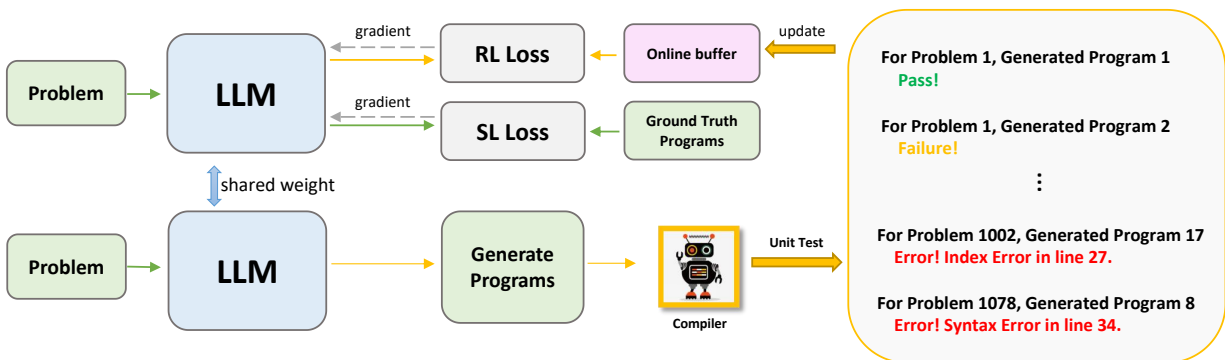 gradient
RL Loss
Online buffer
update
Problem
LLM
gradient
SL Loss
Ground Truth
Programs
shared weight
Problem
LLM
Generate
Programs
Compiler
Unit Test
For Problem 1, Generated Program 1
Pass!
For Problem 1, Generated Program 2
Failure!
⋮
For Problem 1002, Generated Program 17
Error! Index Error in line 27.
For Problem 1078, Generated Program 8
Error! Syntax Error in line 34.